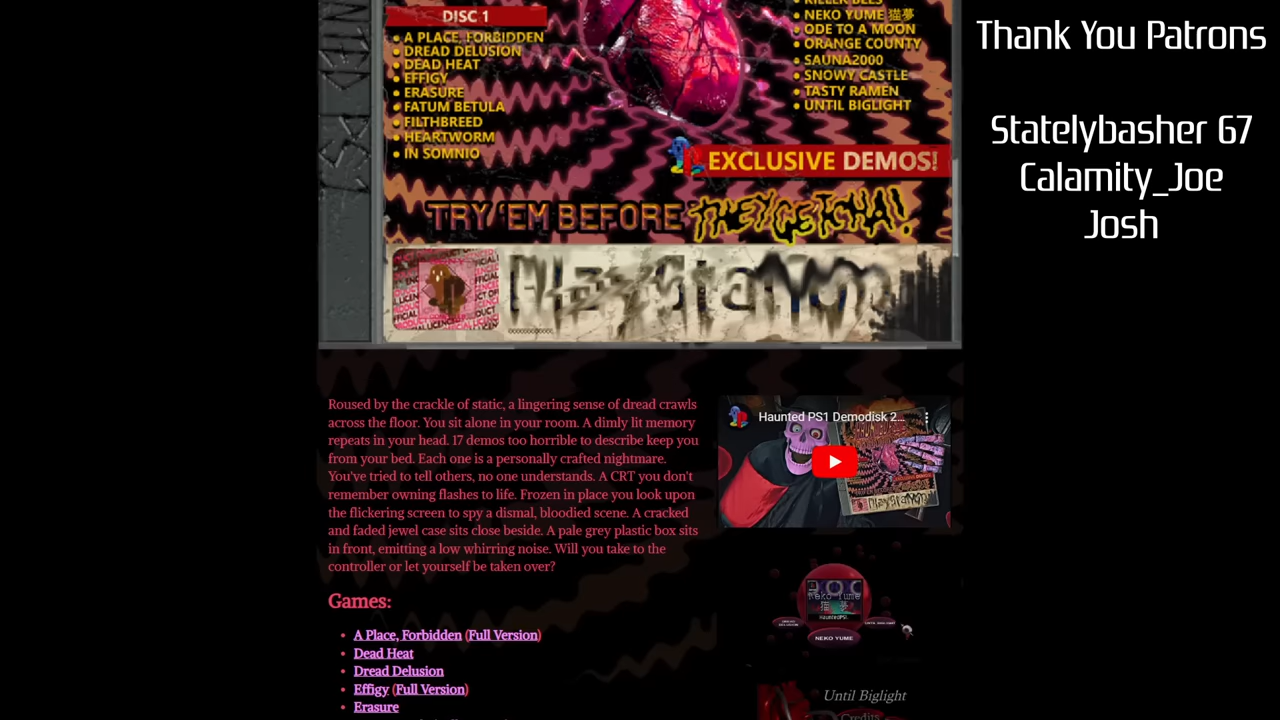 DISC 1
• A PLACE, FORBIDDEN
• DREAD DELUSION
• DEAD HEAT
• EFFIGY
• ERASURE
• FATUM BETULA
• FILTHBREED
• HEARTWORM
• IN SOMNIO
• KILLER BEES
• NEKO YUME 猫夢
• ODE TO A MOON
• ORANGE COUNTY
• SAUNA2000
• SNOWY CASTLE
• TASTY RAMEN
• UNTIL BIGLIGHT
EXCLUSIVE DEMOS!
TRY 'EM BEFORE THEY GETCHA!
Thank You Patrons
Statelybasher 67
Calamity_Joe
Josh
Roused by the crackle of static, a lingering sense of dread crawls
across the floor. You sit alone in your room. A dimly lit memory
repeats in your head. 17 demos too horrible to describe keep you
from your bed. Each one is a personally crafted nightmare.
You've tried to tell others, no one understands. A CRT you don't
remember owning flashes to life. Frozen in place you look upon
the flickering screen to spy a dismal, bloodied scene. A cracked
and faded jewel case sits close beside. A pale grey plastic box sits
in front, emitting a low whirring noise. Will you take to the
controller or let yourself be taken over?
Games:
• A Place, Forbidden (Full Version)
• Dead Heat
• Dread Delusion
• Effigy (Full Version)
• Erasure
Haunted PS1 Demodisk 2...
Neko Yume
猫 夢
NEKO YUME
Until Biglight
Credits